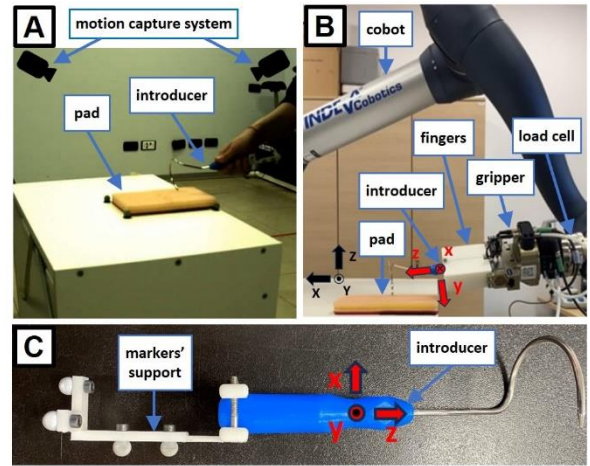 A
motion capture system
pad
introducer
B
cobot
INDEVA
Cobotics
fingers
load cell
introducer
gripper
pad
z
x
y
Z
X
Y
C
markers'
support
introducer
x
y
z